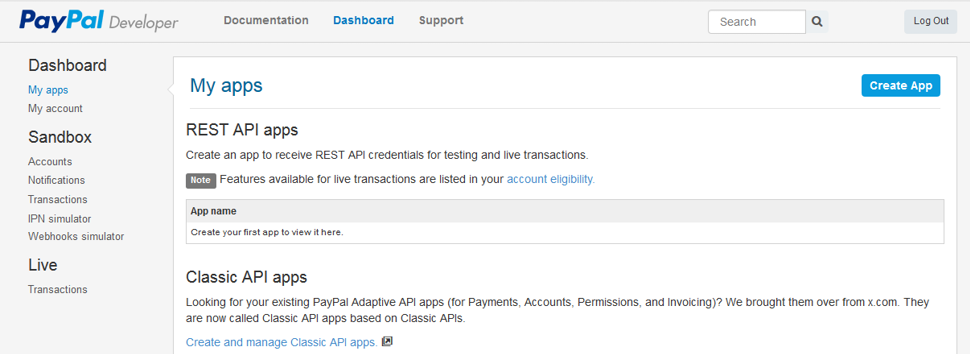 PayPal Developer
Documentation
Dashboard
Support
Search
Log Out
Dashboard
My apps
My account
Sandbox
Accounts
Notifications
Transactions
IPN simulator
Webhooks simulator
Live
Transactions
My apps
Create App
REST API apps
Create an app to receive REST API credentials for testing and live transactions.
Note Features available for live transactions are listed in your account eligibility.
App name
Create your first app to view it here.
Classic API apps
Looking for your existing PayPal Adaptive API apps (for Payments, Accounts, Permissions, and Invoicing)? We brought them over from x.com. They
are now called Classic API apps based on Classic APIs.
Create and manage Classic API apps.